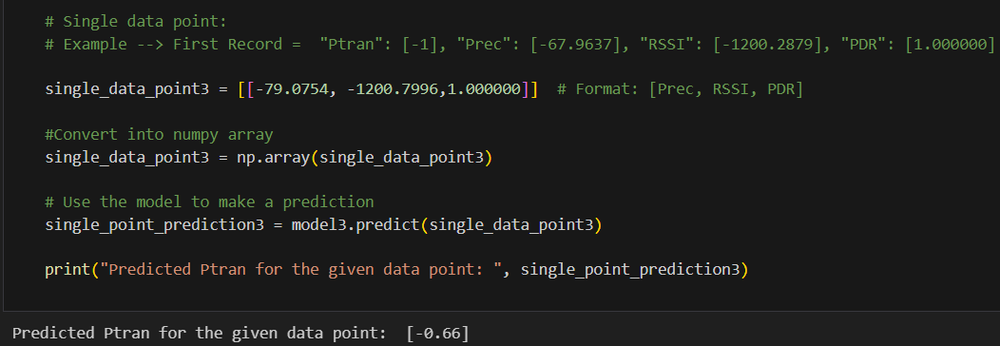 # Single data point:
# Example --> First Record =  "Ptran": [-1], "Prec": [-67.9637], "RSSI": [-1200.2879], "PDR": [1.000000]
single_data_point3 = [[-79.0754, -1200.7996,1.000000]]  # Format: [Prec, RSSI, PDR]
#Convert into numpy array
single_data_point3 = np.array(single_data_point3)
# Use the model to make a prediction
single_point_prediction3 = model3.predict(single_data_point3)
print("Predicted Ptran for the given data point: ", single_point_prediction3)
Predicted Ptran for the given data point:  [-0.66]